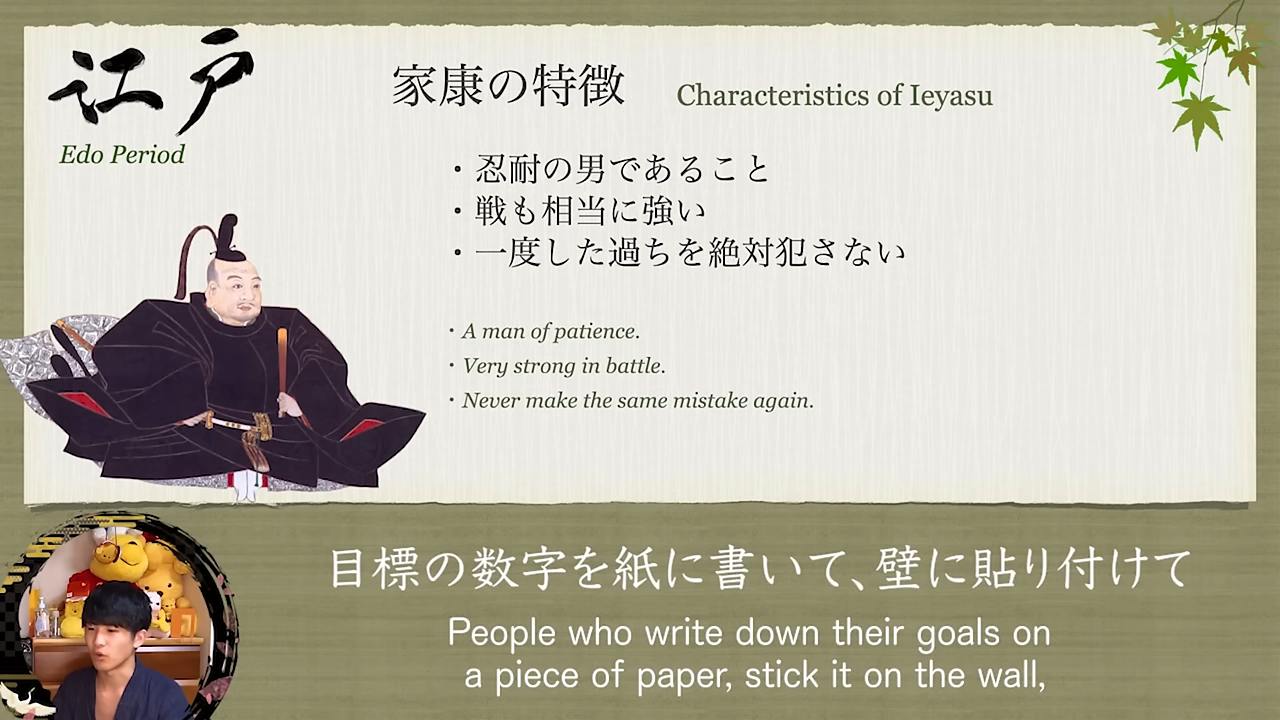 江戸
Edo Period
家康の特徴
Characteristics of Ieyasu
・忍耐の男であること
・戦も相当に強い
・一度した過ちを絶対犯さない
・A man of patience.
・Very strong in battle.
・Never make the same mistake again.
目標の数字を紙に書いて、壁に貼り付けて
People who write down their goals on
a piece of paper, stick it on the wall,